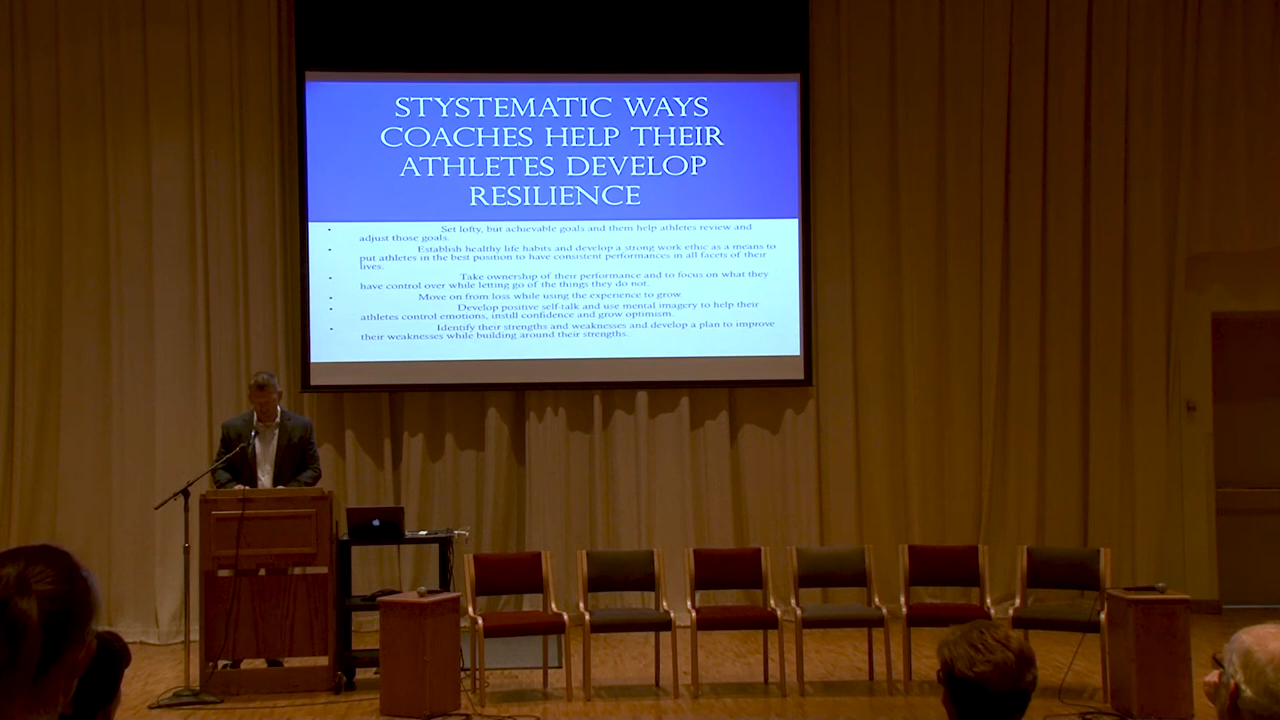 STYSTEMATIC WAYS
COACHES HELP THEIR
ATHLETES DEVELOP
RESILIENCE
• Set lofty, but achievable goals and them help athletes review and
adjust those goals.
• Establish healthy life habits and develop a strong work ethic as a means to
put athletes in the best position to have consistent performances in all facets of their
lives.
• Take ownership of their performance and to focus on what they
have control over while letting go of the things they do not.
• Move on from loss while using the experience to grow.
• Develop positive self-talk and use mental imagery to help their
athletes control emotions, instill confidence and grow optimism.
• Identify their strengths and weaknesses and develop a plan to improve
their weaknesses while building around their strengths.